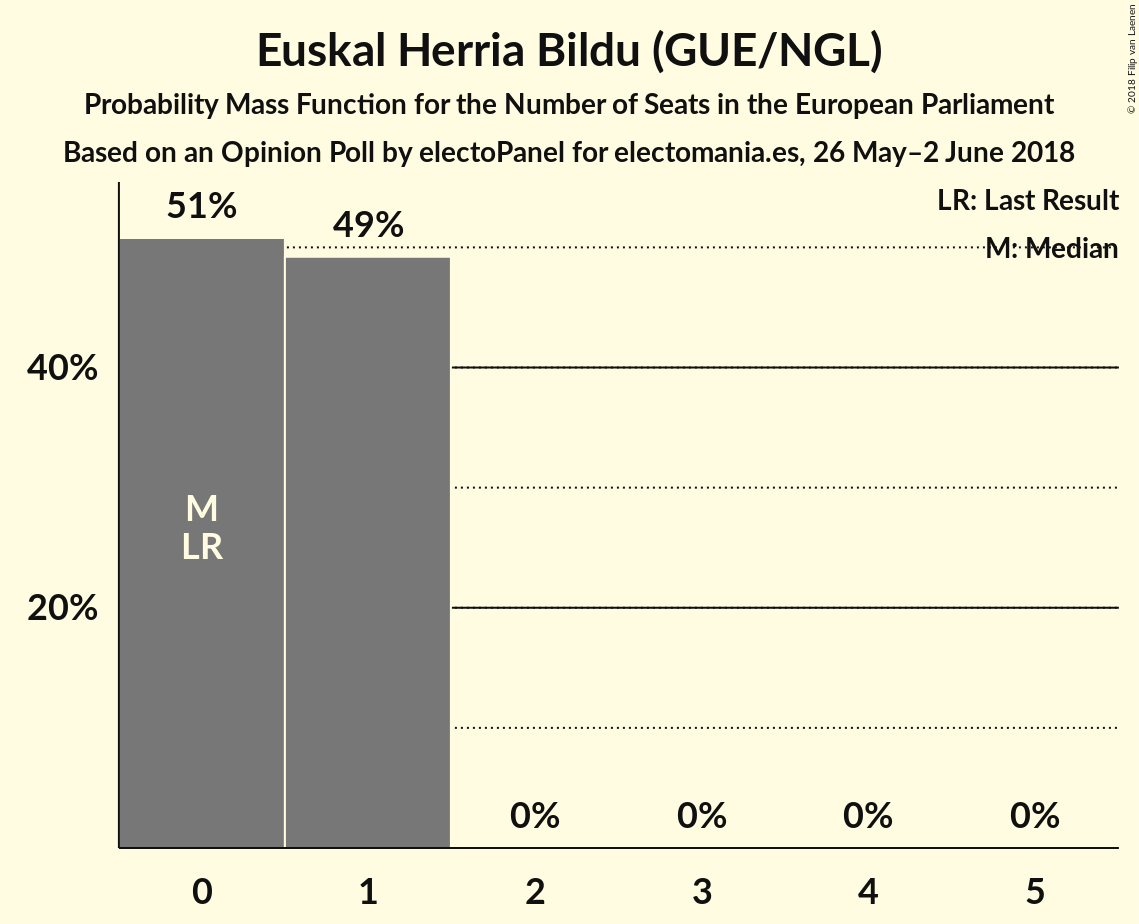 Euskal Herria Bildu (GUE/NGL)
Probability Mass Function for the Number of Seats in the European Parliament
Based on an Opinion Poll by electoPanel for electomania.es, 26 May–2 June 2018
© 2018 Filip van Laenen
LR: Last Result
M: Median
51%
49%
40%
M
LR
20%
0%
0%
0%
0%
0
1
2
3
4
5